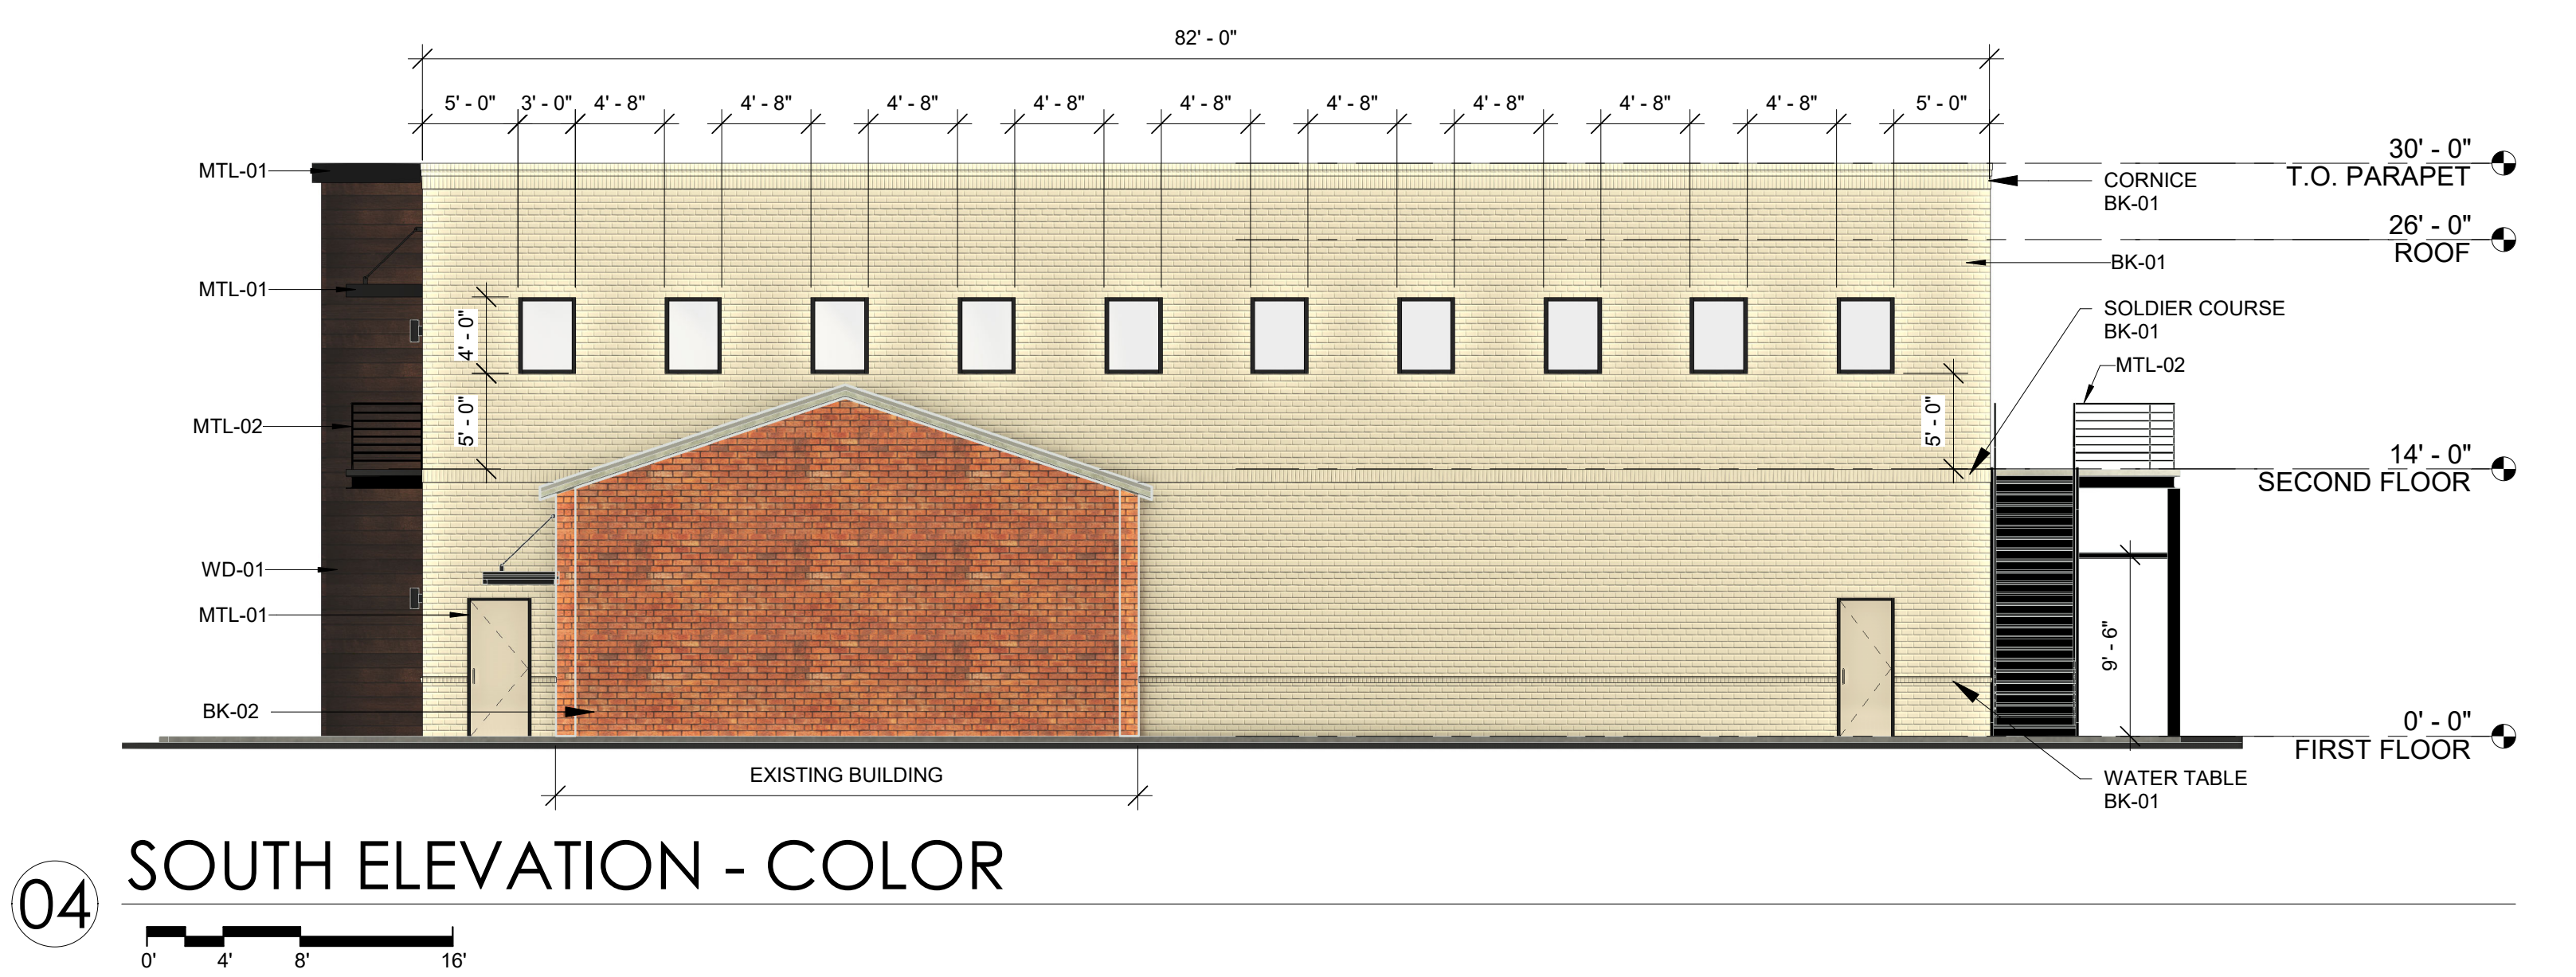 82' - 0"
5' - 0" 3' - 0" 4' - 8" 4' - 8" 4' - 8" 4' - 8" 4' - 8" 4' - 8" 4' - 8" 4' - 8" 4' - 8" 5' - 0"
30' - 0"
T.O. PARAPET
MTL-01
CORNICE
BK-01
26' - 0"
ROOF
BK-01
MTL-01
SOLDIER COURSE
BK-01
4' - 0"
MTL-02
MTL-02
5' - 0"
5' - 0"
14' - 0"
SECOND FLOOR
WD-01
MTL-01
9' - 6"
BK-02
0' - 0"
FIRST FLOOR
EXISTING BUILDING
WATER TABLE
BK-01
04
SOUTH ELEVATION - COLOR
0' 4' 8' 16'